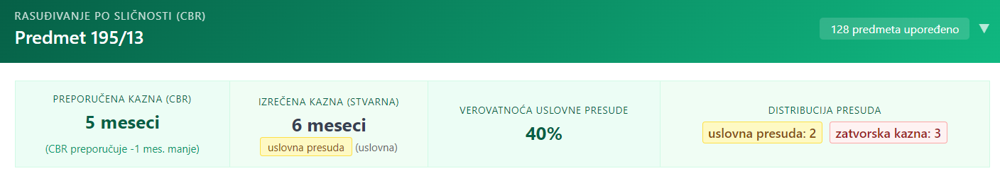 RASUĐIVANJE PO SLIČNOSTI (CBR)
Predmet 195/13
128 predmeta upoređeno ▼
PREPORUČENA KAZNA (CBR)
5 meseci
(CBR preporučuje -1 mes. manje)
IZREČENA KAZNA (STVARNA)
6 meseci
uslovna presuda (uslovna)
VEROVATNOĆA USLOVNE PRESUDE
40%
DISTRIBUCIJA PRESUDA
uslovna presuda: 2 zatvorska kazna: 3